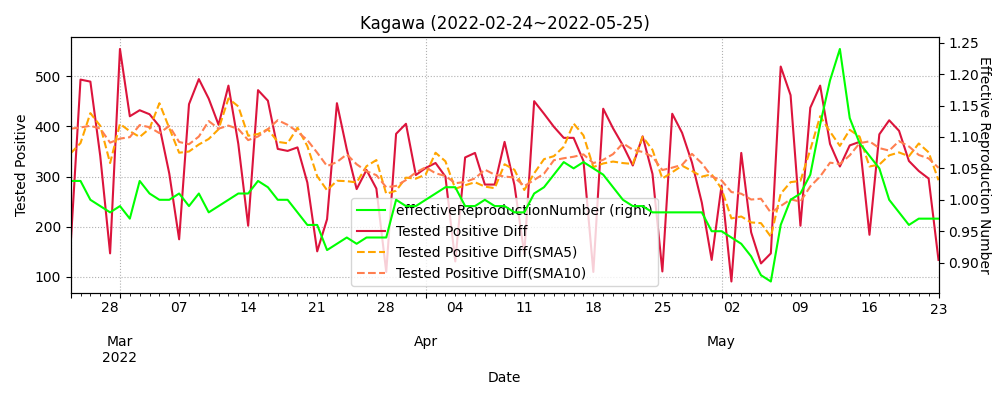 Kagawa (2022-02-24~2022-05-25)
Tested Positive
500
400
300
200
100
1.25
1.20
1.15
1.10
1.05
1.00
0.95
0.90
Effective Reproduction Number
effectiveReproductionNumber (right)
Tested Positive Diff
Tested Positive Diff(SMA5)
Tested Positive Diff(SMA10)
28 07 14 21 28 04 11 18 25 02 09 16 23
Mar Apr May
2022
Date